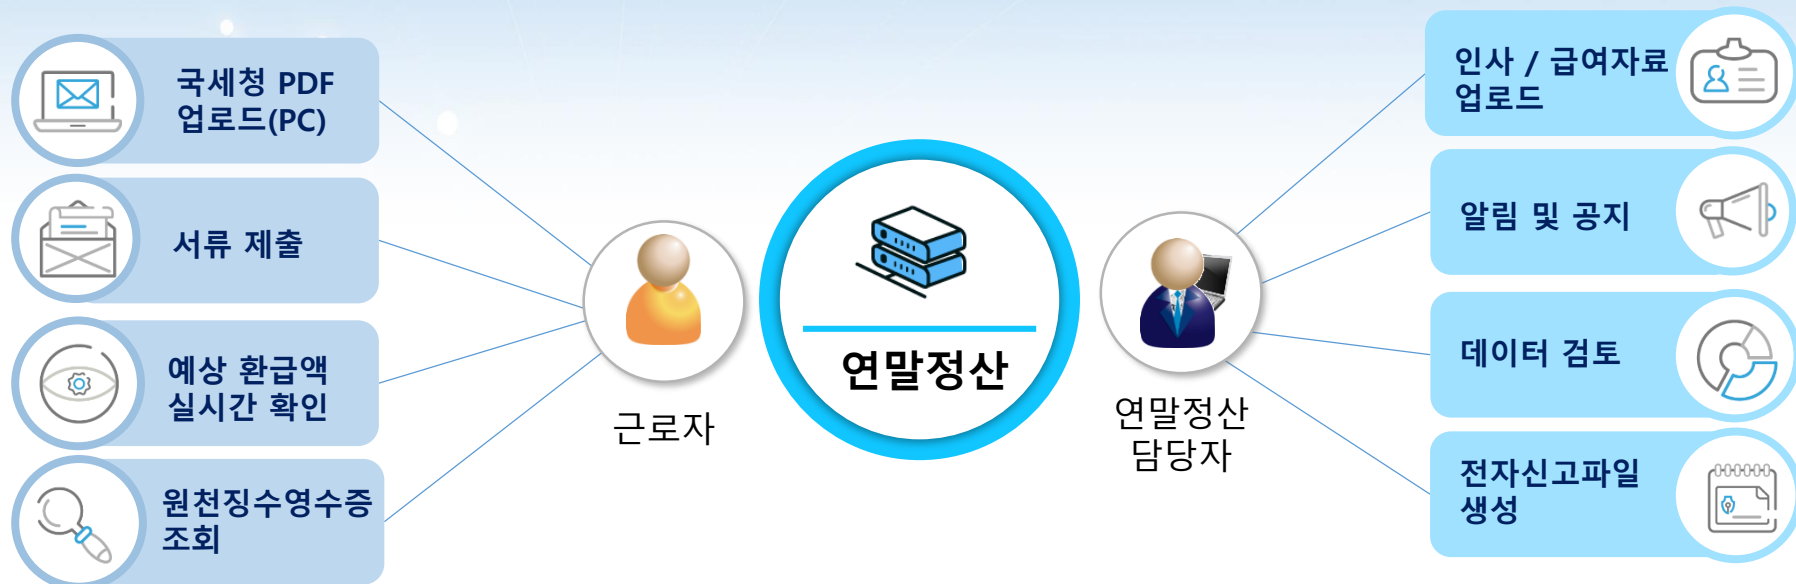 국세청 PDF
업로드(PC)
서류 제출
예상 환급액
실시간 확인
원천징수영수증
조회
근로자
연말정산
연말정산
담당자
인사 / 급여자료
업로드
알림 및 공지
데이터 검토
전자신고파일
생성